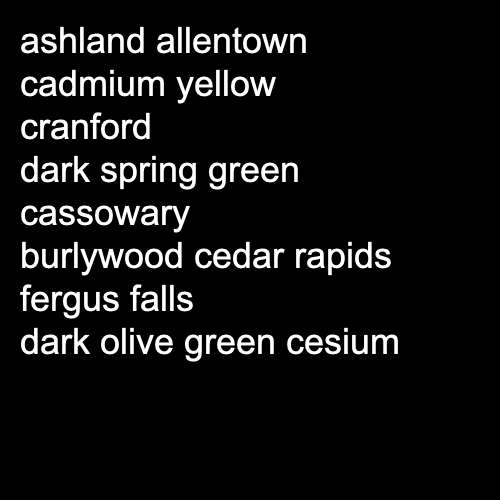 ashland allentown
cadmium yellow
cranford
dark spring green
cassowary
burlywood cedar rapids
fergus falls
dark olive green cesium